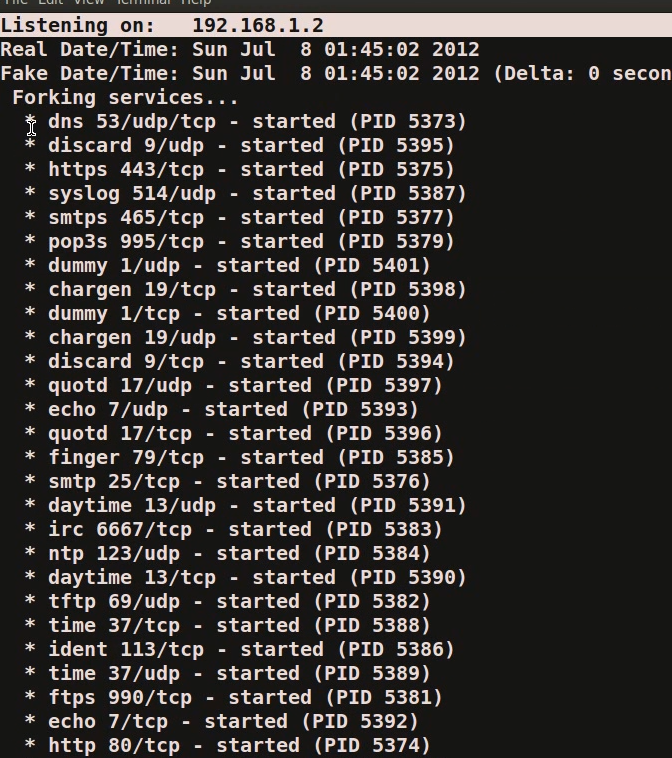 File Edit View Terminal Help
Listening on: 192.168.1.2
Real Date/Time: Sun Jul 8 01:45:02 2012
Fake Date/Time: Sun Jul 8 01:45:02 2012 (Delta: 0 secon
Forking services...
* dns 53/udp/tcp - started (PID 5373)
* discard 9/udp - started (PID 5395)
* https 443/tcp - started (PID 5375)
* syslog 514/udp - started (PID 5387)
* smtps 465/tcp - started (PID 5377)
* pop3s 995/tcp - started (PID 5379)
* dummy 1/udp - started (PID 5401)
* chargen 19/tcp - started (PID 5398)
* dummy 1/tcp - started (PID 5400)
* chargen 19/udp - started (PID 5399)
* discard 9/tcp - started (PID 5394)
* quotd 17/udp - started (PID 5397)
* echo 7/udp - started (PID 5393)
* quotd 17/tcp - started (PID 5396)
* finger 79/tcp - started (PID 5385)
* smtp 25/tcp - started (PID 5376)
* daytime 13/udp - started (PID 5391)
* irc 6667/tcp - started (PID 5383)
* ntp 123/udp - started (PID 5384)
* daytime 13/tcp - started (PID 5390)
* tftp 69/udp - started (PID 5382)
* time 37/tcp - started (PID 5388)
* ident 113/tcp - started (PID 5386)
* time 37/udp - started (PID 5389)
* ftps 990/tcp - started (PID 5381)
* echo 7/tcp - started (PID 5392)
* http 80/tcp - started (PID 5374)